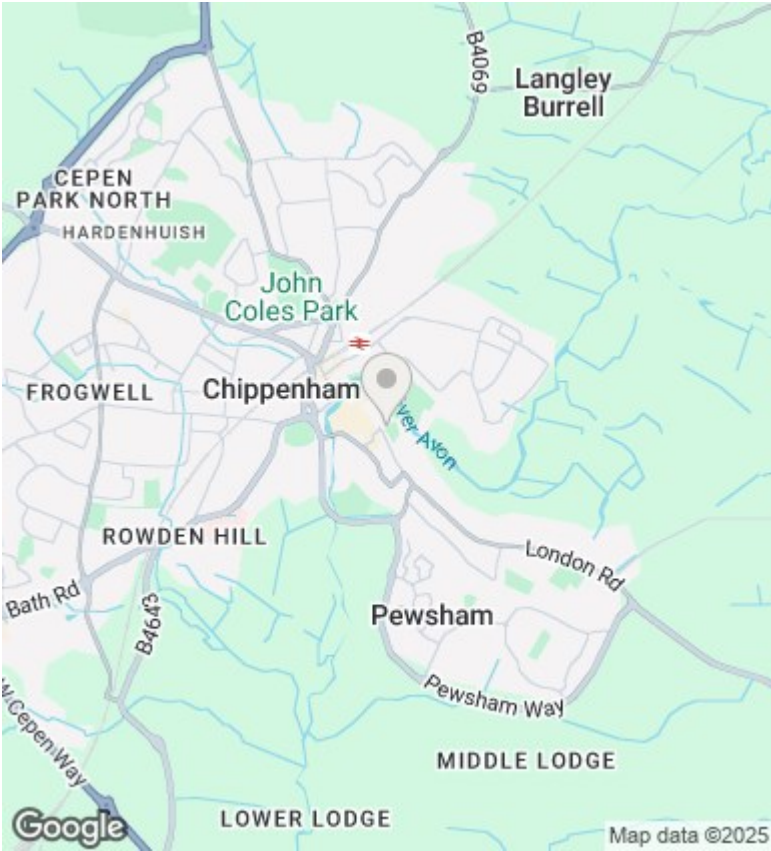 B4069
Langley
Burrell
CEPEN
PARK NORTH
HARDENHUISH
John
Coles Park
FROGWELL
Chippenham
ver Avon
ROWDEN HILL
London Rd
Bath Rd
B4643
Pewsham
Pewsham Way
W Cepen Way
MIDDLE LODGE
LOWER LODGE
Google
Map data ©2025